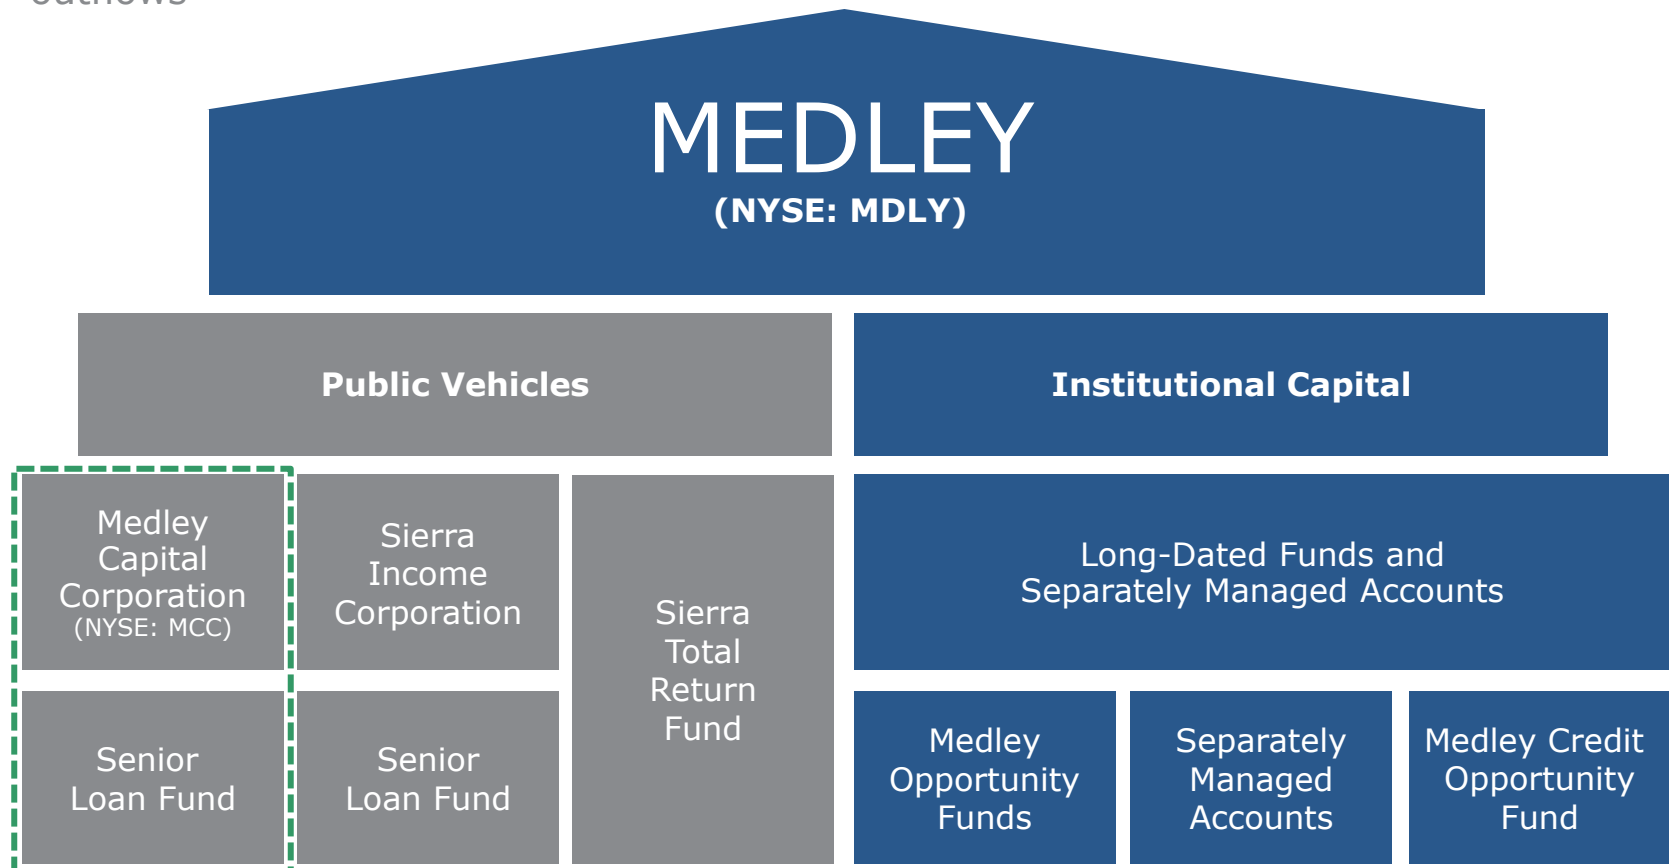 outflows
MEDLEY
(NYSE: MDLY)
Public Vehicles
Institutional Capital
Medley
Capital
Corporation
(NYSE: MCC)
Sierra
Income
Corporation
Sierra
Total
Return
Fund
Long-Dated Funds and
Separately Managed Accounts
Senior
Loan Fund
Senior
Loan Fund
Medley
Opportunity
Funds
Separately
Managed
Accounts
Medley Credit
Opportunity
Fund